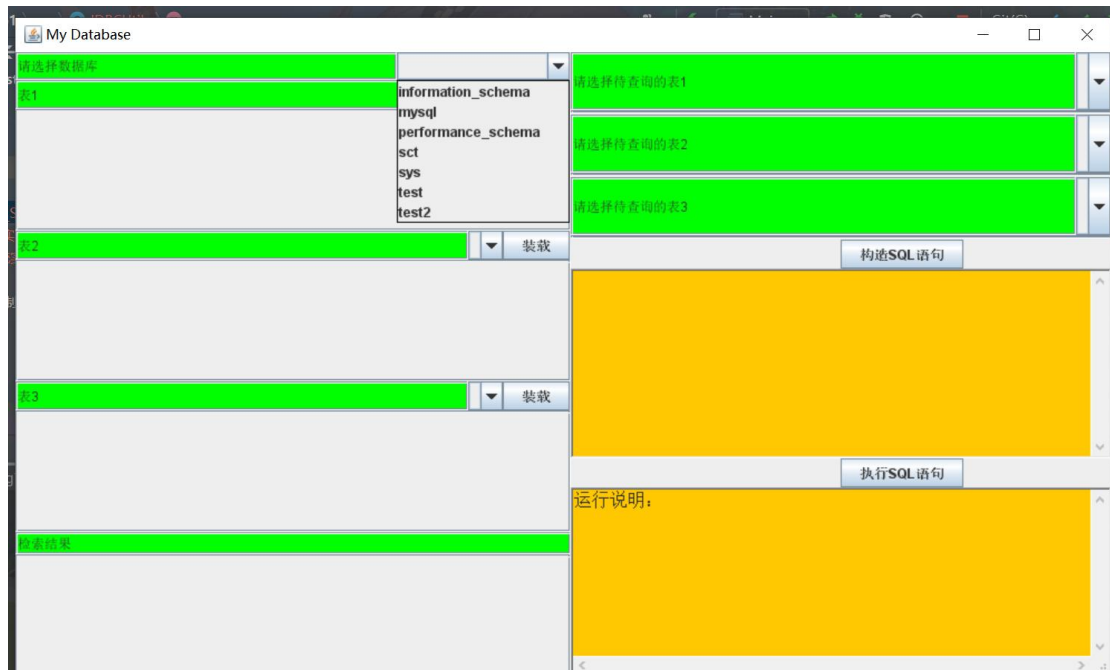 My Database
请选择数据库
表1
information_schema
mysql
performance_schema
sct
sys
test
test2
表2
装载
表3
装载
检索结果
请选择待查询的表1
请选择待查询的表2
请选择待查询的表3
构造SQL语句
执行SQL语句
运行说明：